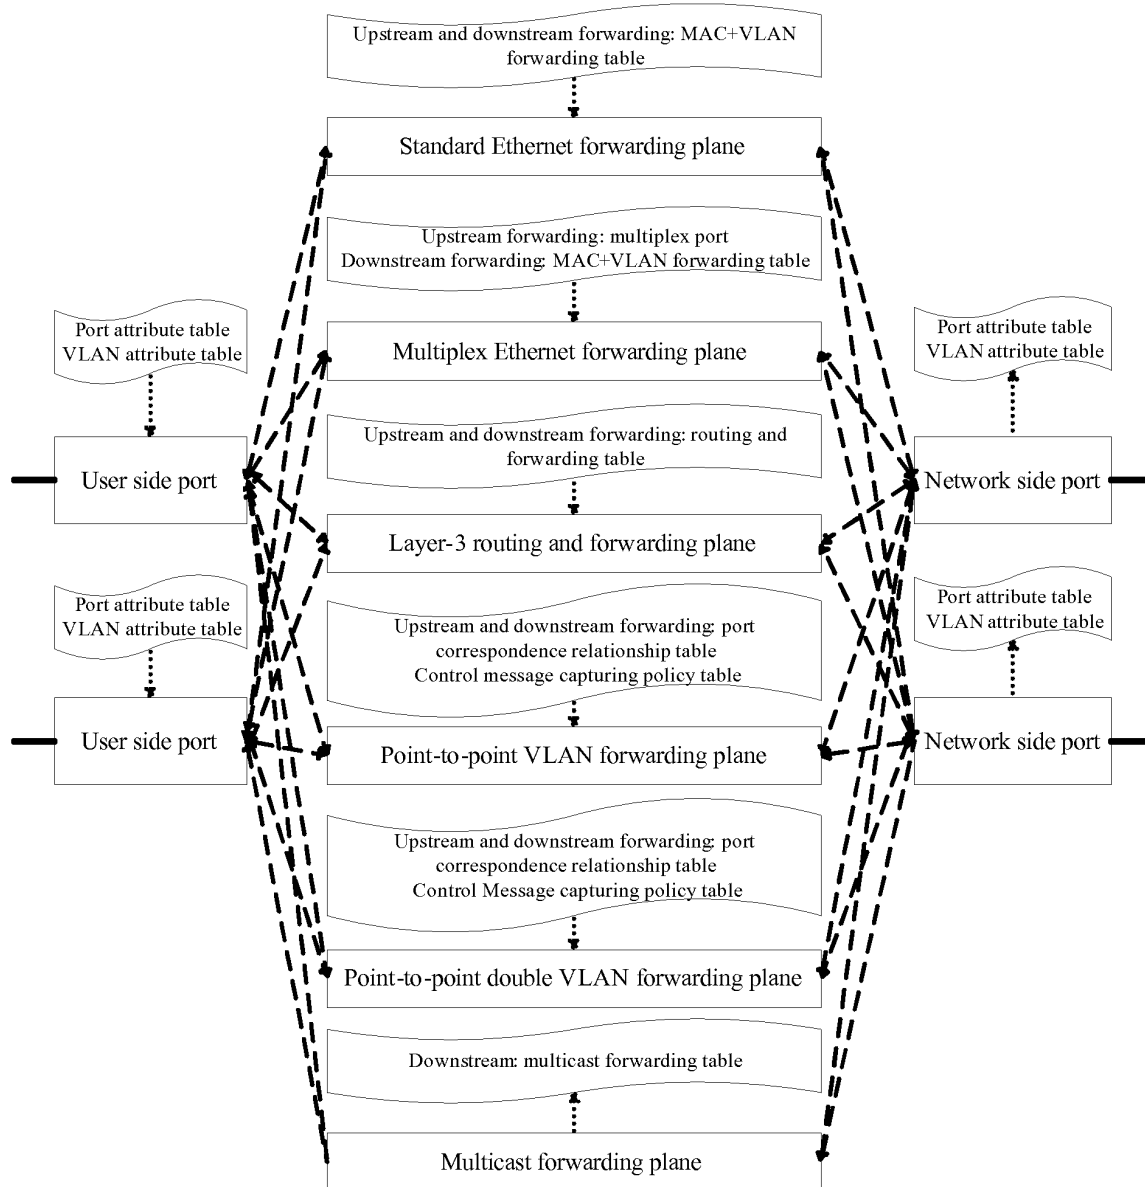 Upstream and downstream forwarding: MAC+VLAN
forwarding table
Standard Ethernet forwarding plane
Upstream forwarding: multiplex port
Downstream forwarding: MAC+VLAN forwarding table
Port attribute table
VLAN attribute table
Multiplex Ethernet forwarding plane
Port attribute table
VLAN attribute table
Upstream and downstream forwarding: routing and
forwarding table
User side port
Network side port
Layer-3 routing and forwarding plane
Port attribute table
VLAN attribute table
Upstream and downstream forwarding: port
correspondence relationship table
Control message capturing policy table
Port attribute table
VLAN attribute table
User side port
Point-to-point VLAN forwarding plane
Network side port
Upstream and downstream forwarding: port
correspondence relationship table
Control Message capturing policy table
Point-to-point double VLAN forwarding plane
Downstream: multicast forwarding table
Multicast forwarding plane